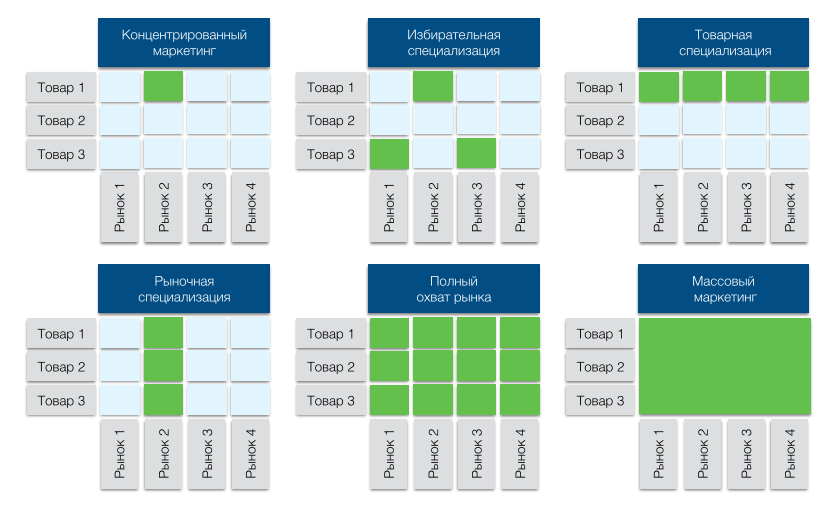 Концентрированный
маркетинг
Товар 1
Товар 2
Товар 3
Рынок 1
Рынок 2
Рынок 3
Рынок 4
Избирательная
специализация
Товар 1
Товар 2
Товар 3
Рынок 1
Рынок 2
Рынок 3
Рынок 4
Товарная
специализация
Товар 1
Товар 2
Товар 3
Рынок 1
Рынок 2
Рынок 3
Рынок 4
Рыночная
специализация
Товар 1
Товар 2
Товар 3
Рынок 1
Рынок 2
Рынок 3
Рынок 4
Полный
охват рынка
Товар 1
Товар 2
Товар 3
Рынок 1
Рынок 2
Рынок 3
Рынок 4
Массовый
маркетинг
Товар 1
Товар 2
Товар 3
Рынок 1
Рынок 2
Рынок 3
Рынок 4